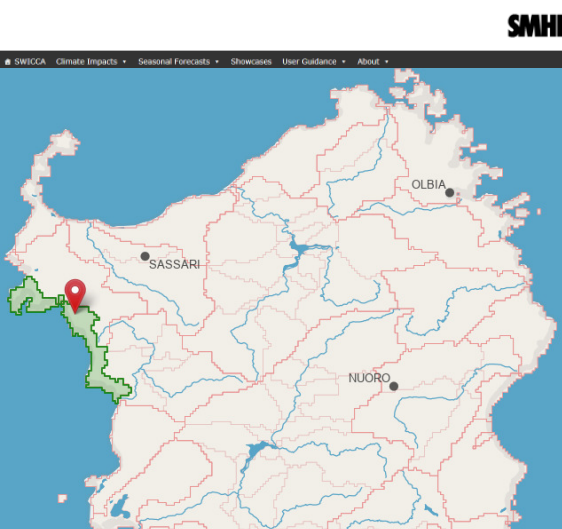 SMHI
SWICCA Climate Impacts Seasonal Forecasts Showcases User Guidance About
OLBIA
SASSARI
NUORO